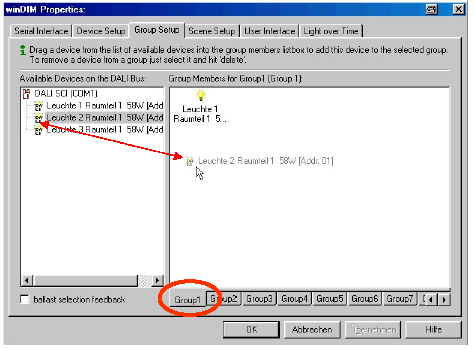 winDIM Properties:
Serial Interface Device Setup Group Setup Scene Setup User Interface Light over Time
Drag a device from the list of available devices into the group members listbox to add this device to the selected group.
To remove a device from a group just select it and hit 'delete'.
Available Devices on the DALI Bus: Group Members for Group1 (Group 1):
DALI SCI (COM1)
Leuchte 1 Raumteil 1 58W [Add
Leuchte 2 Raumteil 1 58W [Add
Leuchte 3 Raumteil 1 58W [Add
Leuchte 1
Raumteil 1 5...
Leuchte 2 Raumteil 1 58W [Addr. 01]
ballast selection feedback
Group1 Group2 Group3 Group4 Group5 Group6 Group7
OK Abbrechen Übernehmen Hilfe